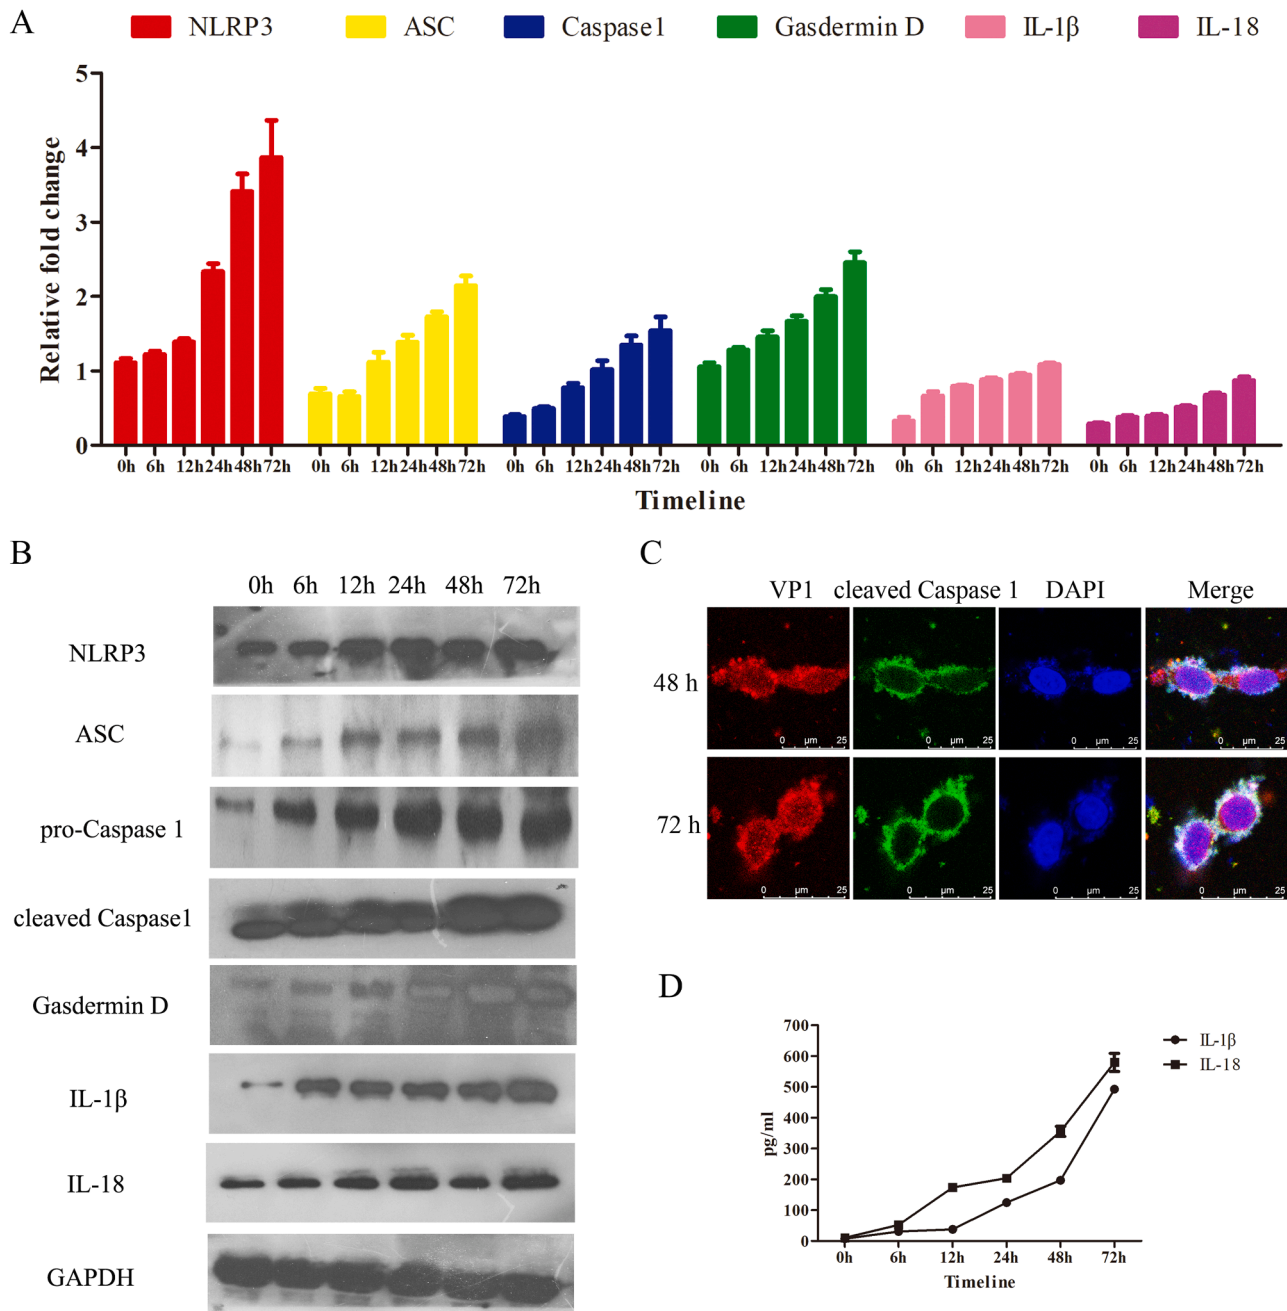 A
NLRP3 ASC Caspase1 Gasdermin D IL-1β IL-18
5
4
3
2
1
0
Relative fold change
0h 6h 12h 24h 48h 72h 0h 6h 12h 24h 48h 72h 0h 6h 12h 24h 48h 72h 0h 6h 12h 24h 48h 72h 0h 6h 12h 24h 48h 72h 0h 6h 12h 24h 48h 72h
Timeline
B
0h 6h 12h 24h 48h 72h
NLRP3
ASC
pro-Caspase 1
cleaved Caspase1
Gasdermin D
IL-1β
IL-18
GAPDH
C
VP1 cleaved Caspase 1 DAPI Merge
48 h
0 µm 25 0 µm 25 0 µm 25 0 µm 25
72 h
0 µm 25 0 µm 25 0 µm 25 0 µm 25
D
700
600
500
400
300
200
100
0
pg/ml
IL-1β
IL-18
0h 6h 12h 24h 48h 72h
Timeline